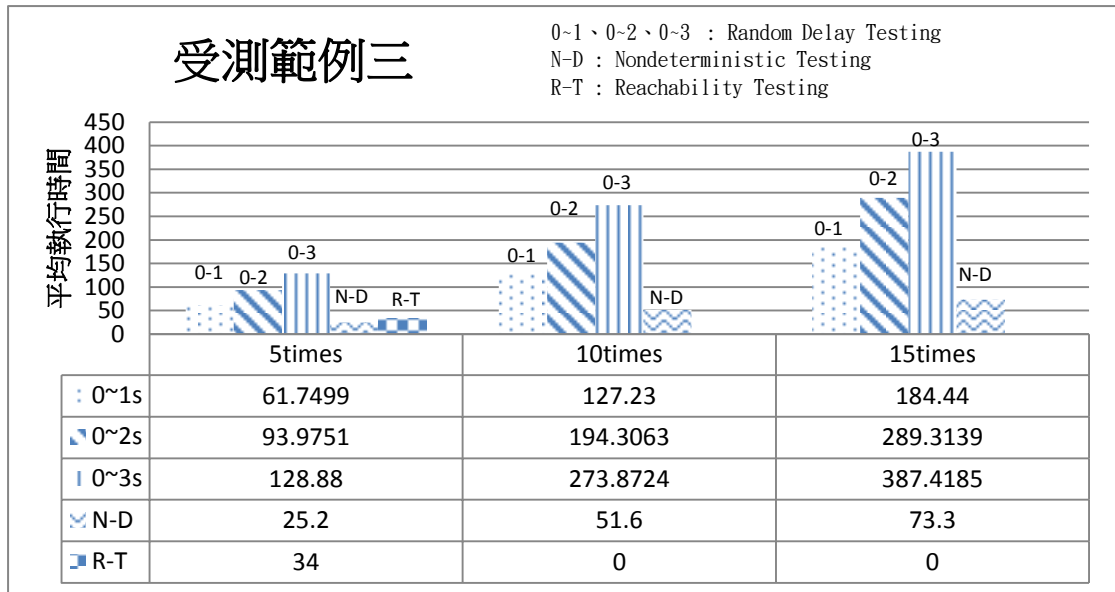 受測範例三
0~1、0~2、0~3 : Random Delay Testing
N-D : Nondeterministic Testing
R-T : Reachability Testing
平均執行時間
450
400
350
300
250
200
150
100
50
0
0-1
0-2
0-3
N-D
R-T
0-1
0-2
0-3
N-D
0-1
0-2
0-3
N-D
5times 10times 15times
0~1s 61.7499 127.23 184.44
0~2s 93.9751 194.3063 289.3139
0~3s 128.88 273.8724 387.4185
N-D 25.2 51.6 73.3
R-T 34 0 0